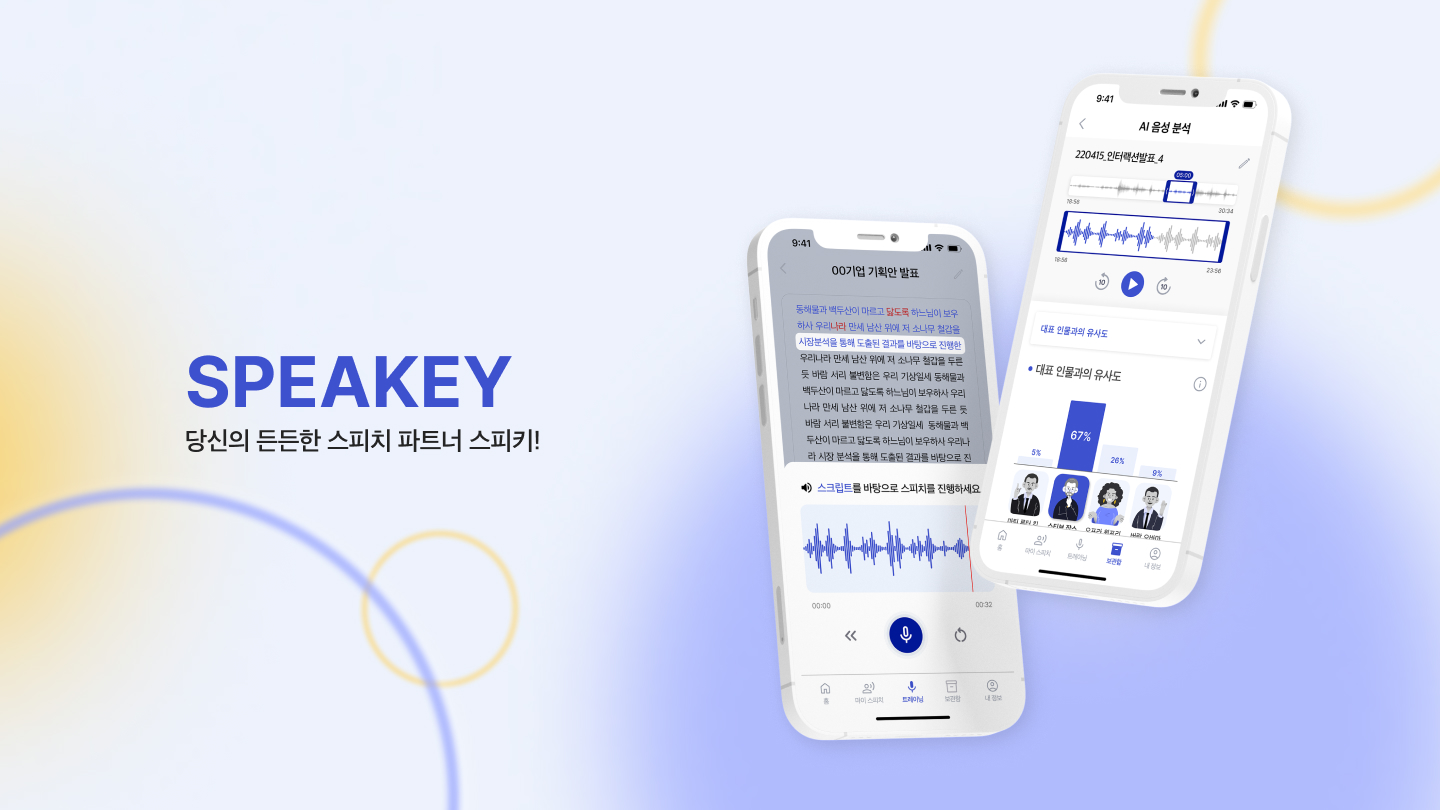 SPEAKEY
당신의 든든한 스피치 파트너 스피키!
9:41
00기업 기획안 발표
동해물과 백두산이 마르고 닳도록 하느님이 보우
하사 우리나라 만세 남산 위에 저 소나무 철갑을
시장분석을 통해 도출된 결과를 바탕으로 진행한
우리나라 만세 남산 위에 저 소나무 철갑을 두른
듯 바람 서리 불변함은 우리 기상일세 동해물과
백두산이 마르고 닳도록 하느님이 보우하사 우리
나라 만세 남산 위에 저 소나무 철갑을 두른 듯
바람 서리 불변함은 우리 기상일세 동해물과 백
두산이 마르고 닳도록 하느님이 보우하사 우리나
라 시장 분석을 통해 도출된 결과를 바탕으로 진
스크립트를 바탕으로 스피치를 진행하세요
00:00
00:32
홈
마이 스피치
트레이닝
보관함
내 정보
9:41
AI 음성 분석
220415_인터랙션발표_4
05:00
18:56
30:34
18:56
23:56
10
10
대표 인물과의 유사도
대표 인물과의 유사도
5%
67%
26%
9%
마틴 루터 킹
스티브 잡스
오프라 윈프리
버락 오바마
홈
마이 스피치
트레이닝
보관함
내 정보